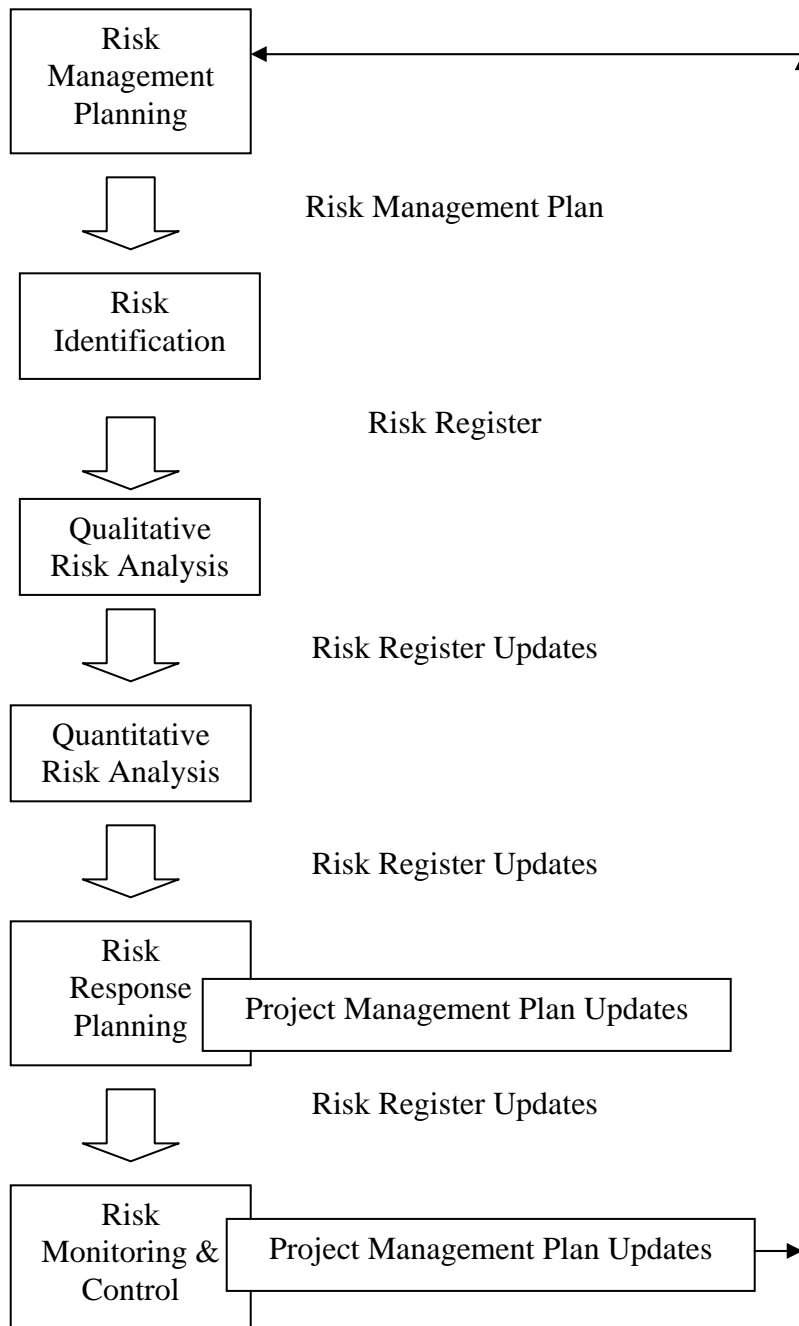 Risk
Management
Planning
Risk Management Plan
Risk
Identification
Risk Register
Qualitative
Risk Analysis
Risk Register Updates
Quantitative
Risk Analysis
Risk Register Updates
Risk
Response
Planning
Project Management Plan Updates
Risk Register Updates
Risk
Monitoring &
Control
Project Management Plan Updates